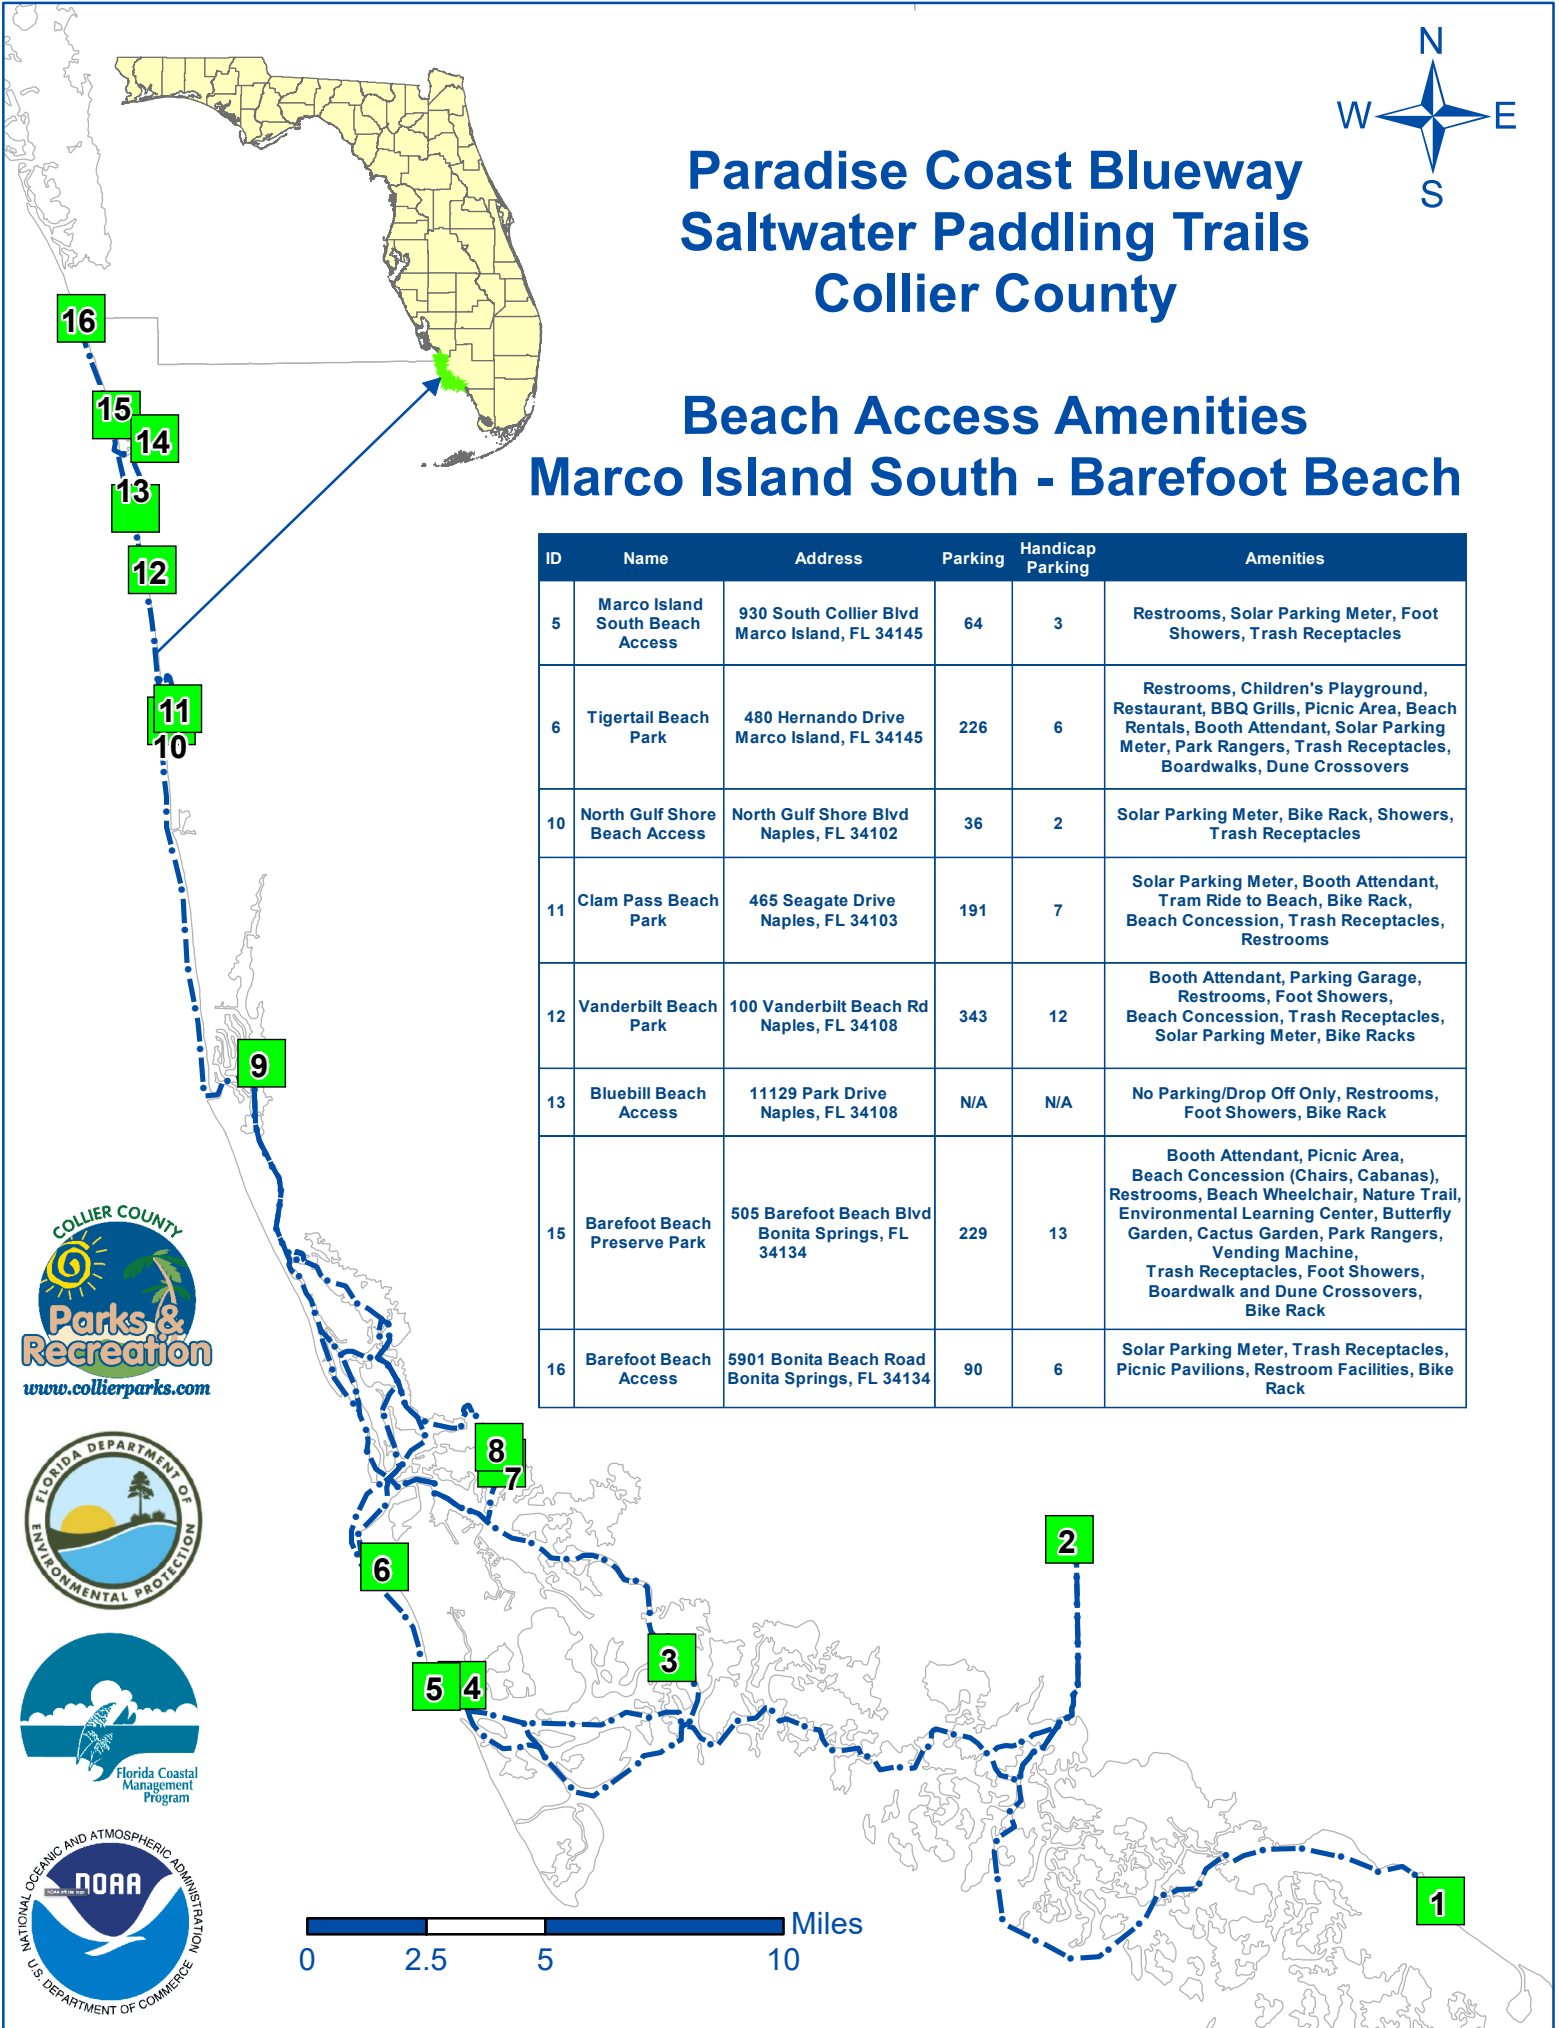 N
W E
S
Paradise Coast Blueway
Saltwater Paddling Trails
Collier County
Beach Access Amenities
Marco Island South - Barefoot Beach
ID Name Address Parking Handicap Parking Amenities
5 Marco Island South Beach Access 930 South Collier Blvd Marco Island, FL 34145 64 3 Restrooms, Solar Parking Meter, Foot Showers, Trash Receptacles
6 Tigertail Beach Park 480 Hernando Drive Marco Island, FL 34145 226 6 Restrooms, Children's Playground, Restaurant, BBQ Grills, Picnic Area, Beach Rentals, Booth Attendant, Solar Parking Meter, Park Rangers, Trash Receptacles, Boardwalks, Dune Crossovers
10 North Gulf Shore Beach Access North Gulf Shore Blvd Naples, FL 34102 36 2 Solar Parking Meter, Bike Rack, Showers, Trash Receptacles
11 Clam Pass Beach Park 465 Seagate Drive Naples, FL 34103 191 7 Solar Parking Meter, Booth Attendant, Tram Ride to Beach, Bike Rack, Beach Concession, Trash Receptacles, Restrooms
12 Vanderbilt Beach Park 100 Vanderbilt Beach Rd Naples, FL 34108 343 12 Booth Attendant, Parking Garage, Restrooms, Foot Showers, Beach Concession, Trash Receptacles, Solar Parking Meter, Bike Racks
13 Bluebill Beach Access 11129 Park Drive Naples, FL 34108 N/A N/A No Parking/Drop Off Only, Restrooms, Foot Showers, Bike Rack
15 Barefoot Beach Preserve Park 505 Barefoot Beach Blvd Bonita Springs, FL 34134 229 13 Booth Attendant, Picnic Area, Beach Concession (Chairs, Cabanas), Restrooms, Beach Wheelchair, Nature Trail, Environmental Learning Center, Butterfly Garden, Cactus Garden, Park Rangers, Vending Machine, Trash Receptacles, Foot Showers, Boardwalk and Dune Crossovers, Bike Rack
16 Barefoot Beach Access 5901 Bonita Beach Road Bonita Springs, FL 34134 90 6 Solar Parking Meter, Trash Receptacles, Picnic Pavilions, Restroom Facilities, Bike Rack
16
15
14
13
12
11
10
9
8
7
6
5
4
3
2
1
COLLIER COUNTY
Parks &
Recreation
www.collierparks.com
FLORIDA DEPARTMENT OF
ENVIRONMENTAL PROTECTION
Florida Coastal
Management
Program
NATIONAL OCEANIC AND ATMOSPHERIC ADMINISTRATION
NOAA
U.S. DEPARTMENT OF COMMERCE
Miles
0 2.5 5 10